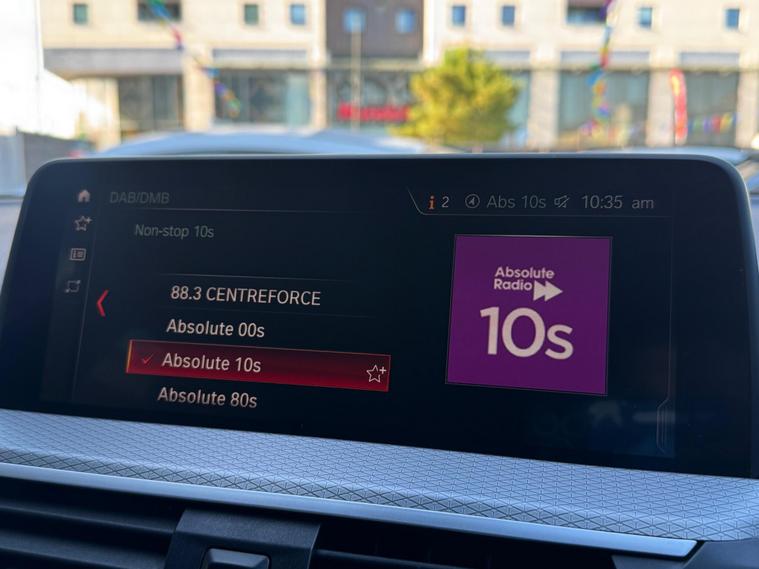 DAB/DMB
i 2 Abs 10s 10:35 am
Non-stop 10s
88.3 CENTREFORCE
Absolute 00s
Absolute 10s
Absolute 80s
Absolute
Radio
10s